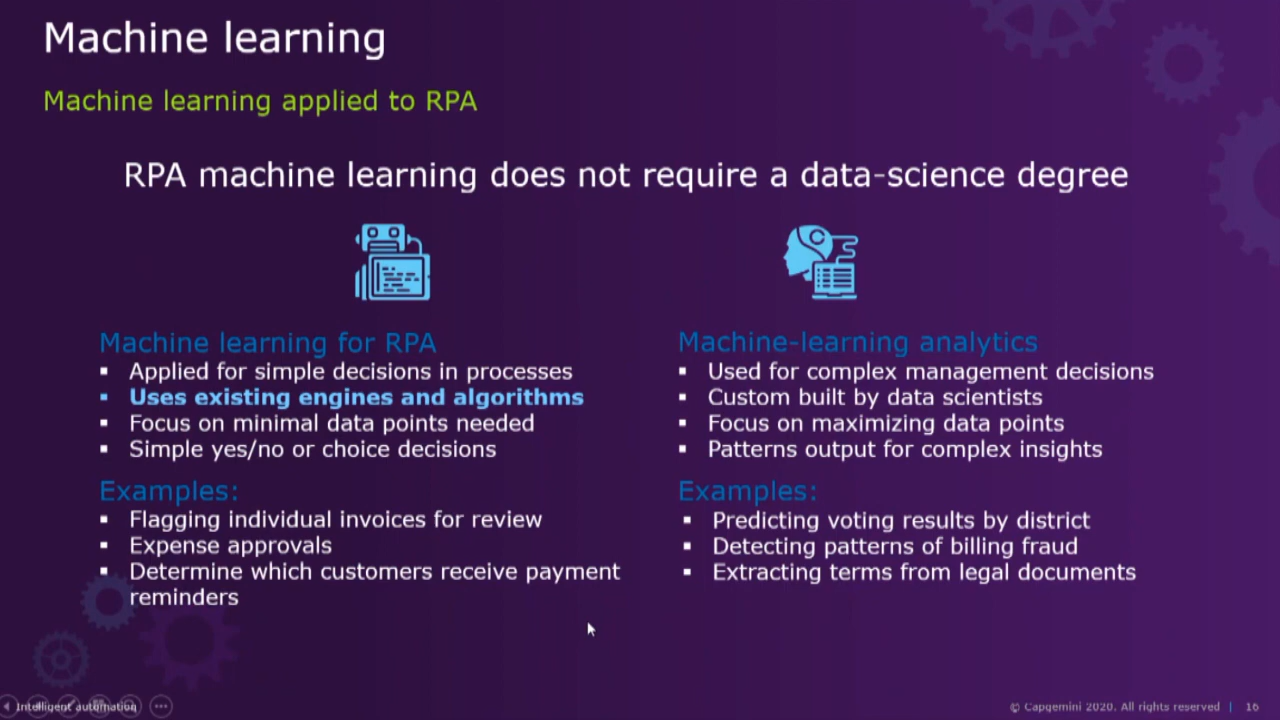 Machine learning
Machine learning applied to RPA
RPA machine learning does not require a data-science degree
Machine learning for RPA
▪ Applied for simple decisions in processes
▪ Uses existing engines and algorithms
▪ Focus on minimal data points needed
▪ Simple yes/no or choice decisions
Examples:
▪ Flagging individual invoices for review
▪ Expense approvals
▪ Determine which customers receive payment
reminders
Machine-learning analytics
▪ Used for complex management decisions
▪ Custom built by data scientists
▪ Focus on maximizing data points
▪ Patterns output for complex insights
Examples:
▪ Predicting voting results by district
▪ Detecting patterns of billing fraud
▪ Extracting terms from legal documents
Intelligent automation
© Capgemini 2020. All rights reserved | 16